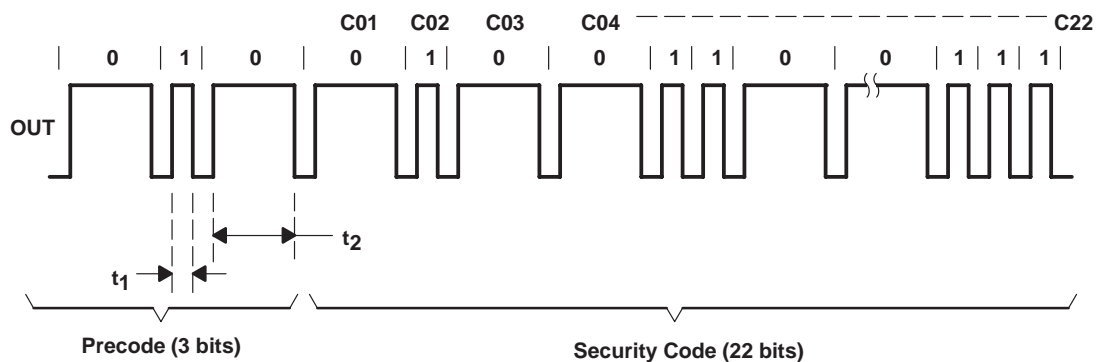 C01 C02 C03 C04 C22
0 1 0 0 1 0 0 1 1 0 0 1 1 1
OUT
t2
t1
Precode (3 bits)
Security Code (22 bits)